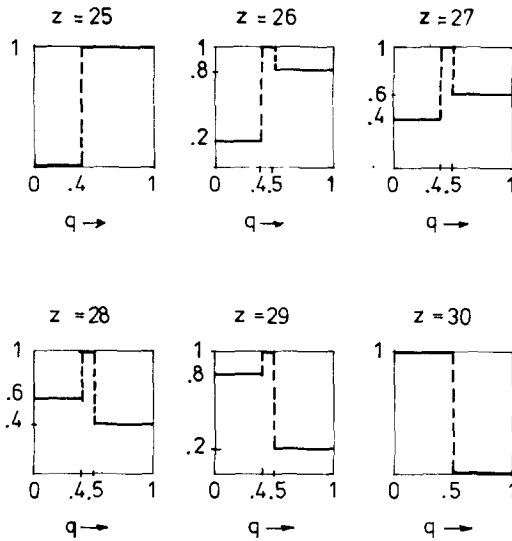 z = 25
z = 26
z = 27
1
0
.4
1
q →
1
.8
.2
0
.4.5
1
q →
1
.6
.4
0
.4.5
1
q →
z = 28
z = 29
z = 30
1
.6
.4
0
.4.5
1
q →
1
.8
.2
0
.4.5
1
q →
1
0
.5
1
q →